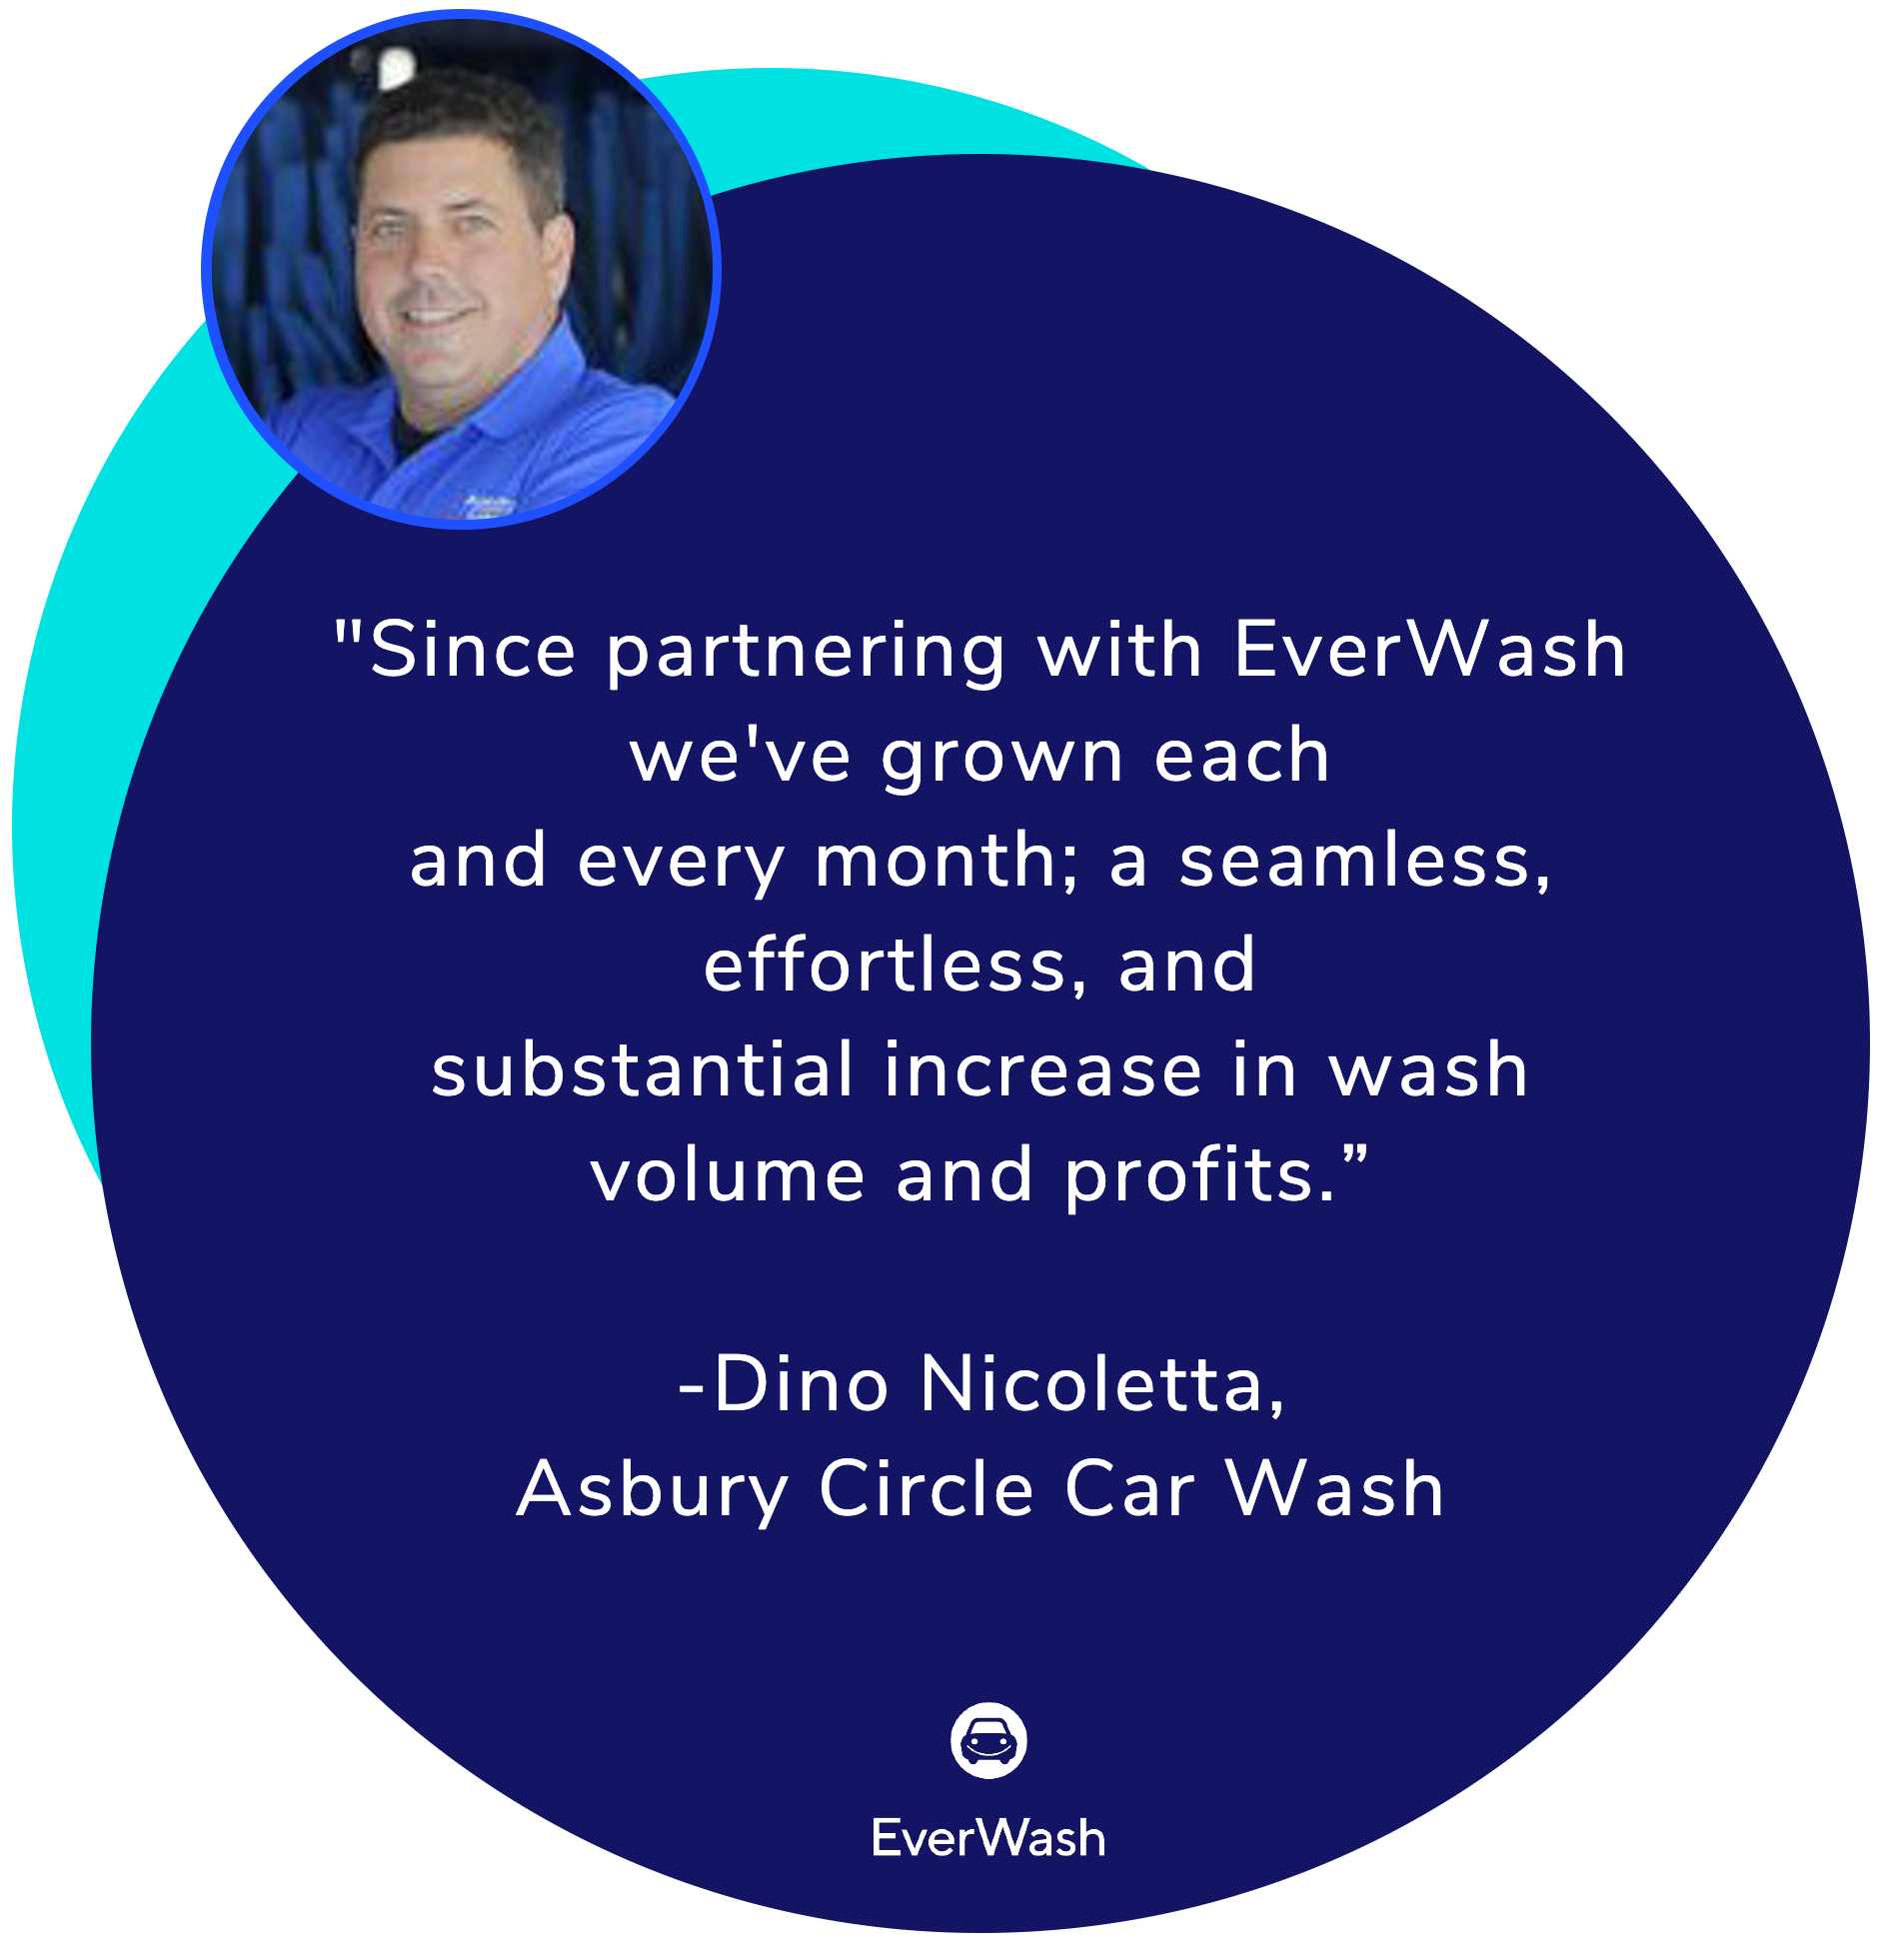 "Since partnering with EverWash
we've grown each
and every month; a seamless,
effortless, and
substantial increase in wash
volume and profits.”
-Dino Nicoletta,
Asbury Circle Car Wash
EverWash